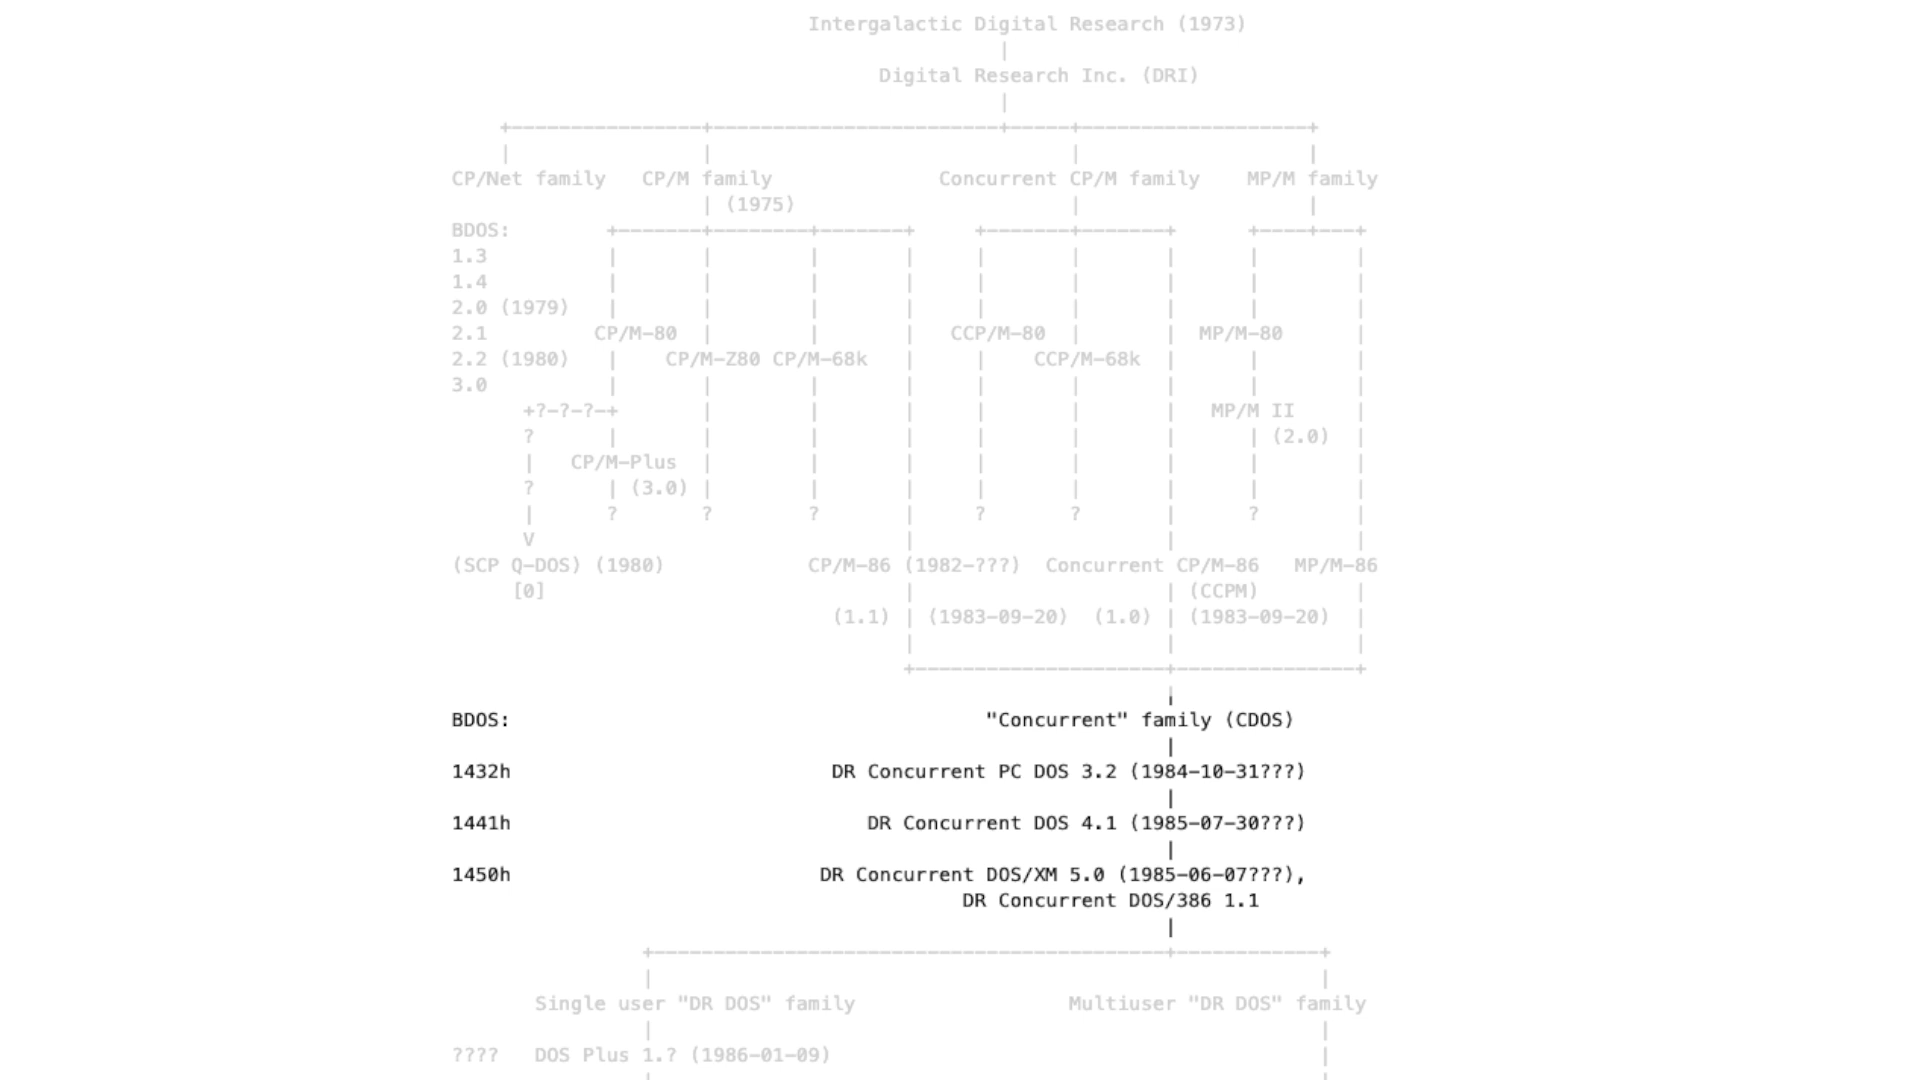 Intergalactic Digital Research (1973)
|
Digital Research Inc. (DRI)
|
+---------------+------------------------+-----+-------------------+
| | | |
CP/Net family CP/M family Concurrent CP/M family MP/M family
| (1975) | |
BDOS: +-------+--------+-------+ +-------+-------+ +----+---+
1.3 | | | | | | | | |
1.4 | | | | | | | | |
2.0 (1979) | | | | | | | | |
2.1 CP/M-80 | | | CCP/M-80 | | MP/M-80 |
2.2 (1980) | CP/M-Z80 CP/M-68k | | CCP/M-68k | | |
3.0 | | | | | | | | |
+?-?-?-+ | | | | | | MP/M II |
? | | | | | | | | (2.0) |
| CP/M-Plus | | | | | | | |
? | (3.0) | | | | | | | |
| ? ? ? | ? ? | ? |
V | | |
(SCP Q-DOS) (1980) CP/M-86 (1982-???) Concurrent CP/M-86 MP/M-86
[0] | | (CCPM) |
(1.1) | (1983-09-20) (1.0) | (1983-09-20) |
| | |
+---------------------+---------------+
|
BDOS: "Concurrent" family (CDOS)
|
1432h DR Concurrent PC DOS 3.2 (1984-10-31???)
|
1441h DR Concurrent DOS 4.1 (1985-07-30???)
|
1450h DR Concurrent DOS/XM 5.0 (1985-06-07???),
DR Concurrent DOS/386 1.1
|
+-------------------------------------------+------------+
| |
Single user "DR DOS" family Multiuser "DR DOS" family
| |
???? DOS Plus 1.? (1986-01-09) |
| |